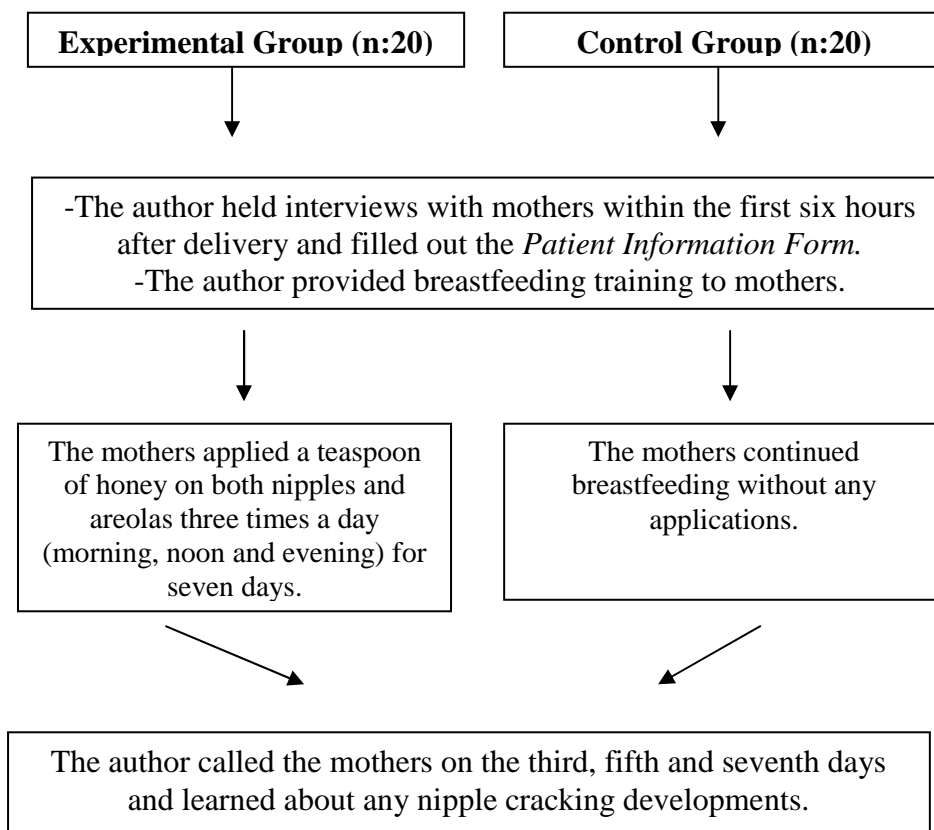 Experimental Group (n:20)
Control Group (n:20)
-The author held interviews with mothers within the first six hours
after delivery and filled out the Patient Information Form.
-The author provided breastfeeding training to mothers.
The mothers applied a teaspoon
of honey on both nipples and
areolas three times a day
(morning, noon and evening) for
seven days.
The mothers continued
breastfeeding without any
applications.
The author called the mothers on the third, fifth and seventh days
and learned about any nipple cracking developments.